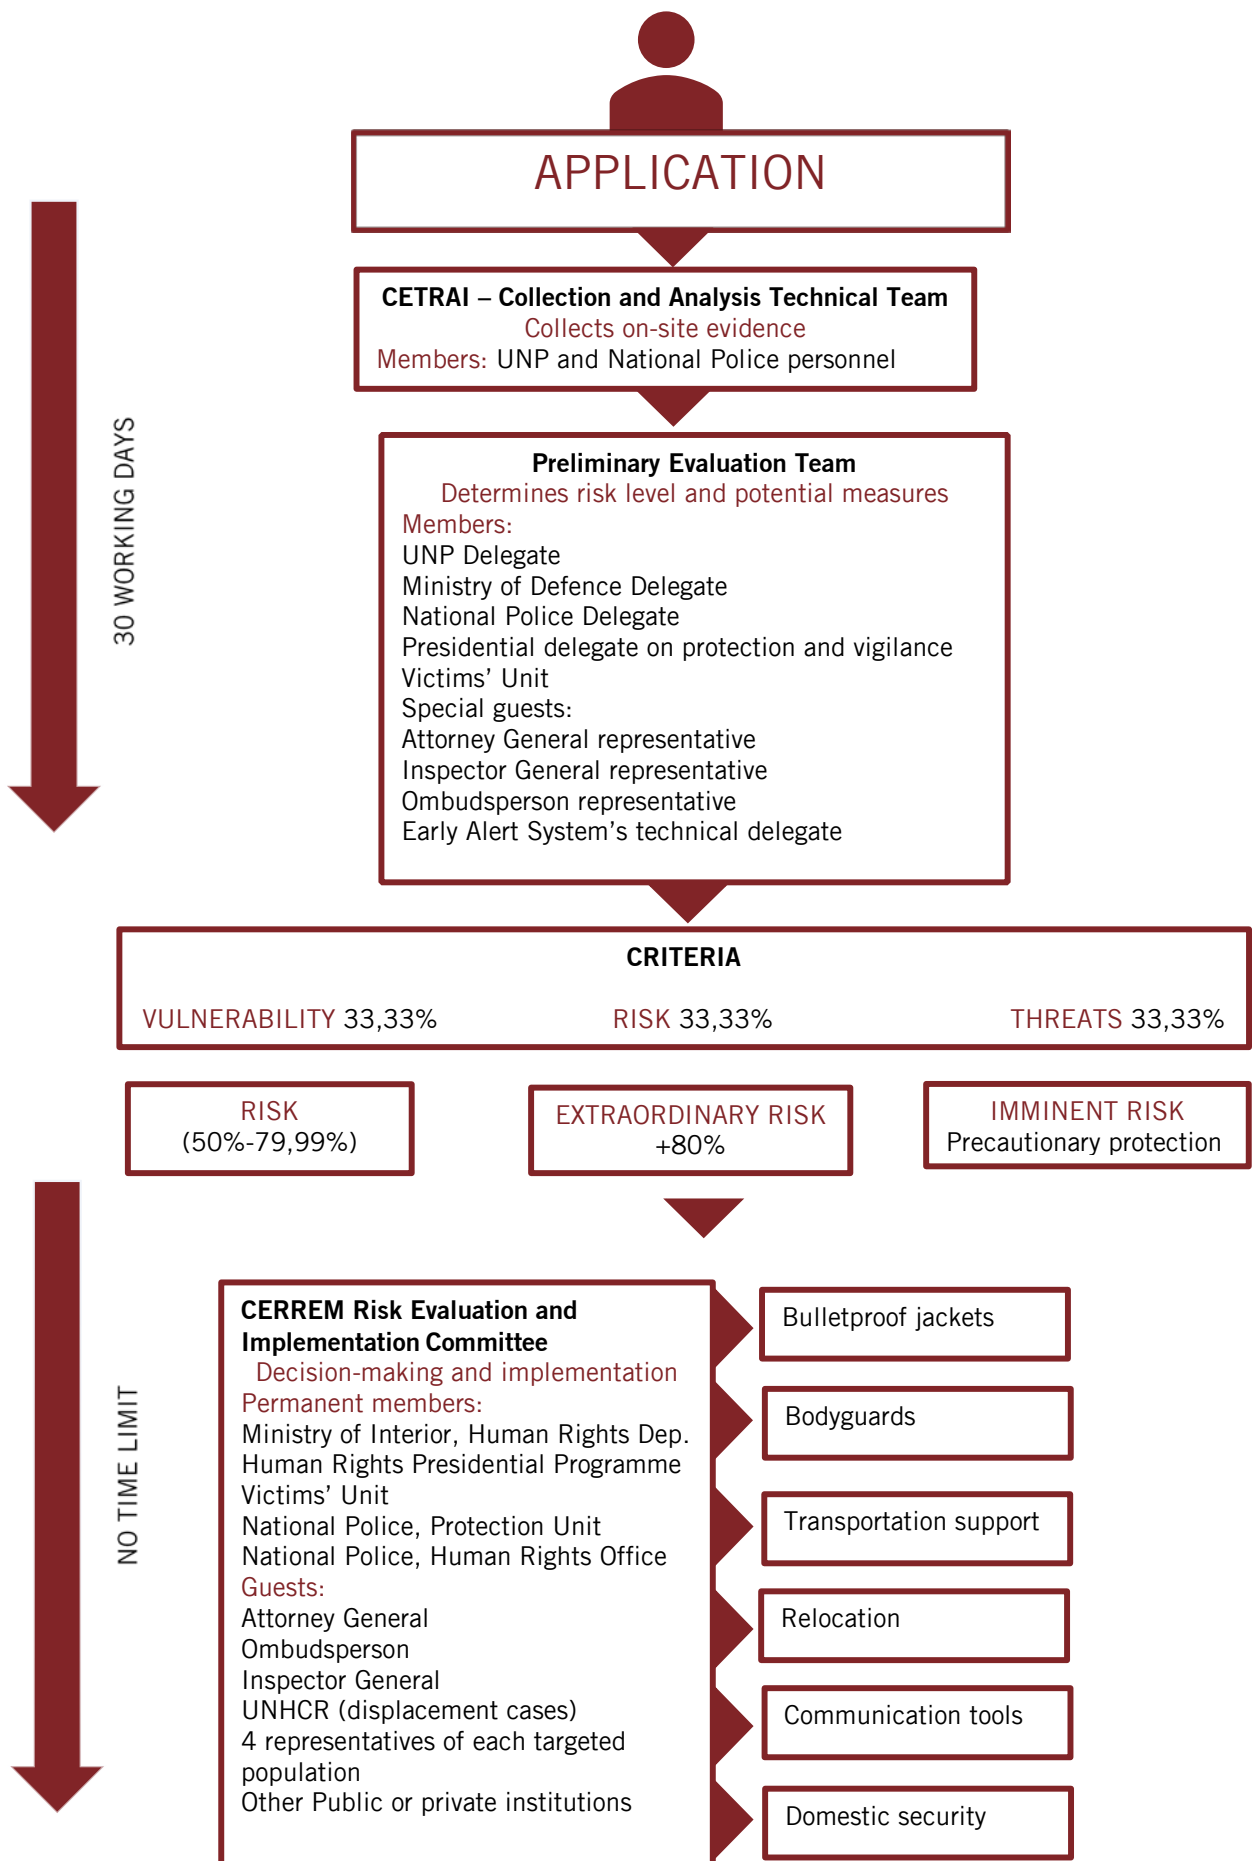 APPLICATION
CETRAI – Collection and Analysis Technical Team
Collects on-site evidence
Members: UNP and National Police personnel
30 WORKING DAYS
Preliminary Evaluation Team
Determines risk level and potential measures
Members:
UNP Delegate
Ministry of Defence Delegate
National Police Delegate
Presidential delegate on protection and vigilance
Victims’ Unit
Special guests:
Attorney General representative
Inspector General representative
Ombudsperson representative
Early Alert System’s technical delegate
CRITERIA
VULNERABILITY 33,33%
RISK 33,33%
THREATS 33,33%
RISK
(50%-79,99%)
EXTRAORDINARY RISK
+80%
IMMINENT RISK
Precautionary protection
NO TIME LIMIT
CERREM Risk Evaluation and
Implementation Committee
Decision-making and implementation
Permanent members:
Ministry of Interior, Human Rights Dep.
Human Rights Presidential Programme
Victims’ Unit
National Police, Protection Unit
National Police, Human Rights Office
Guests:
Attorney General
Ombudsperson
Inspector General
UNHCR (displacement cases)
4 representatives of each targeted
population
Other Public or private institutions
Bulletproof jackets
Bodyguards
Transportation support
Relocation
Communication tools
Domestic security